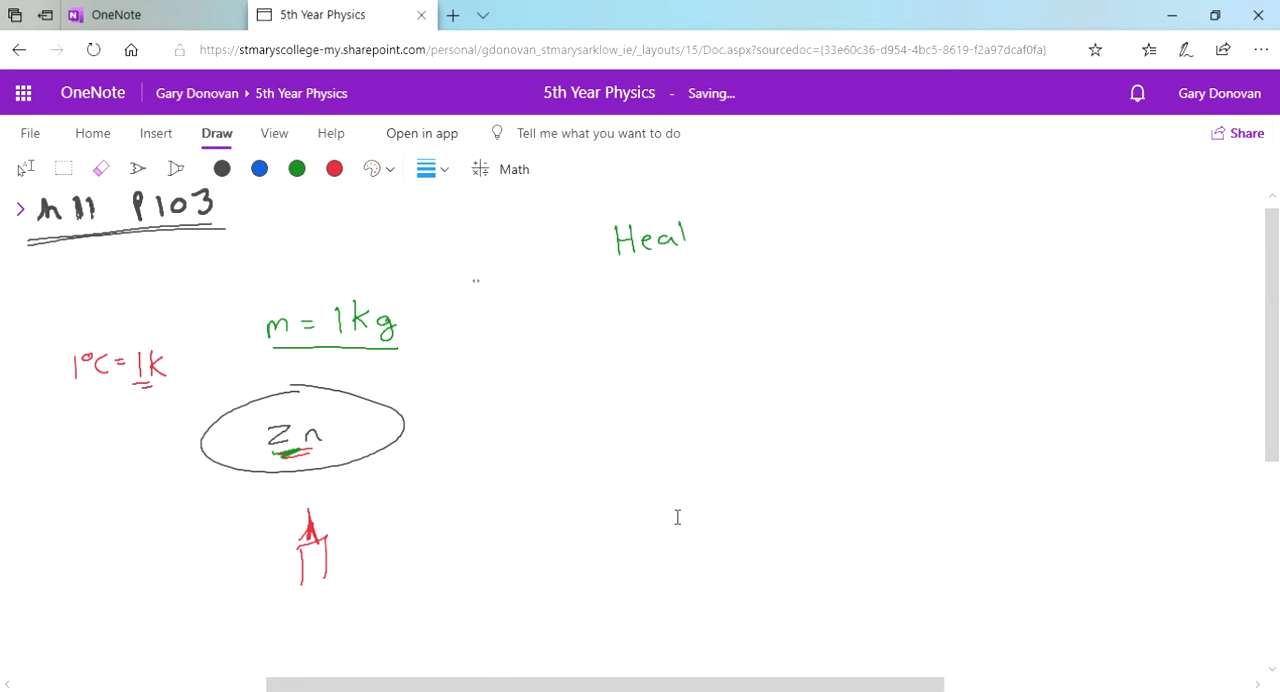 OneNote
5th Year Physics
https://stmaryscollege-my.sharepoint.com/personal/gdonovan_stmarysarklow_ie/_layouts/15/Doc.aspx?sourcedoc={33e60c36-d954-4bc5-8619-f2a97dcaf0fa}
OneNote Gary Donovan › 5th Year Physics 5th Year Physics - Saving... Gary Donovan
File Home Insert Draw View Help Open in app Tell me what you want to do Share
Math
P103
Heal
m = 1kg
1°C = 1K
Zn